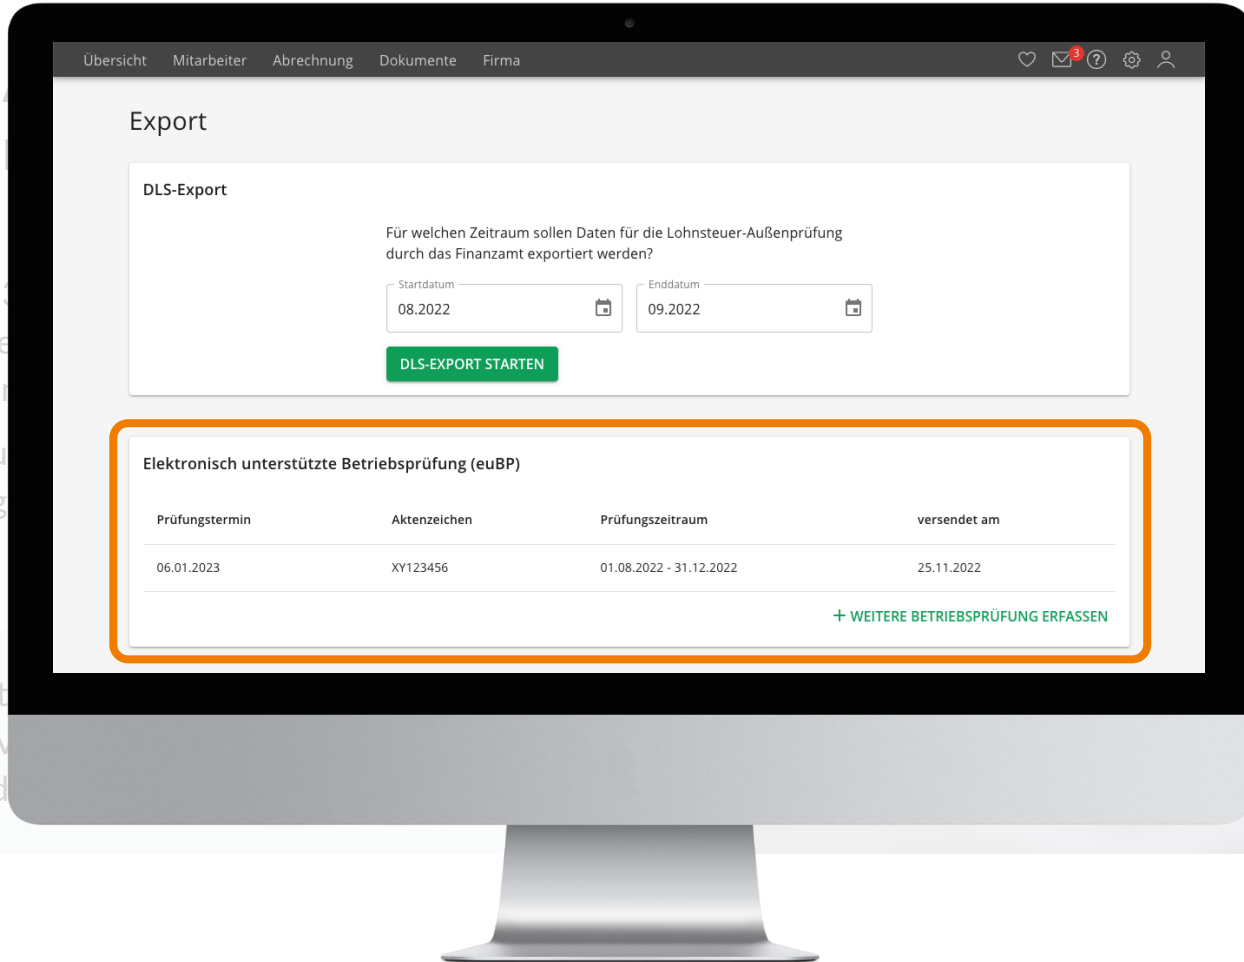 Übersicht Mitarbeiter Abrechnung Dokumente Firma 3 ?
Export
DLS-Export
Für welchen Zeitraum sollen Daten für die Lohnsteuer-Außenprüfung
durch das Finanzamt exportiert werden?
Startdatum Enddatum
08.2022 09.2022
DLS-EXPORT STARTEN
Elektronisch unterstützte Betriebsprüfung (euBP)
Prüfungstermin Aktenzeichen Prüfungszeitraum versendet am
06.01.2023 XY123456 01.08.2022 - 31.12.2022 25.11.2022
+ WEITERE BETRIEBSPRÜFUNG ERFASSEN